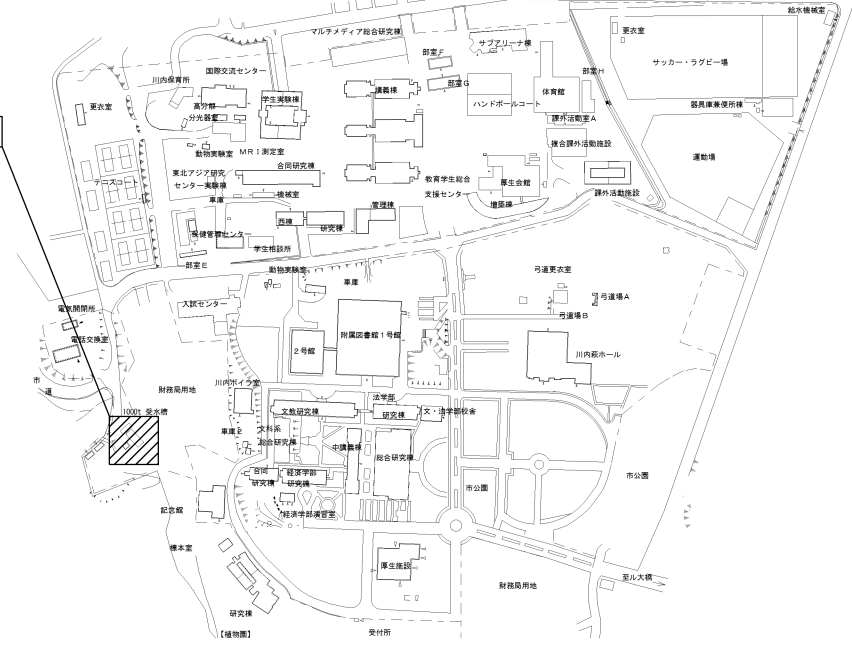 給水機械室
マルチメディア総合研究棟
更衣室
サブアリーナ棟
部室F
サッカー・ラグビー場
国際交流センター
部室H
川内保育所
部室G
講義棟
体育館
学生実験棟
高分解
ハンドボールコート
器具庫兼便所棟
更衣室
分光器室
課外活動室A
複合課外活動施設
動物実験室
MRI測定室
運動場
合同研究棟
東北アジア研究
センター実験棟
教育学生総合
支援センター
厚生会館
テニスコート
機械室
課外活動施設
車庫
管理棟
増築棟
西棟
研究棟
保健管理センター
学生相談所
部室E
動物実験室
弓道更衣室
車庫
弓道場A
電気開閉所
入試センター
弓道場B
附属図書館1号館
電話交換室
2号館
川内萩ホール
市
道
財務局用地
川内ボイラ室
法学部
1000t 受水槽
文教研究棟
研究棟
文・法学部校舎
車庫2
文科系
総合研究棟
中講義棟
総合研究棟
合同
研究棟
経済学部
研究棟
市公園
市公園
記念館
経済学部演習室
標本室
厚生施設
財務局用地
至ル大橋
研究棟
【植物園】
受付所